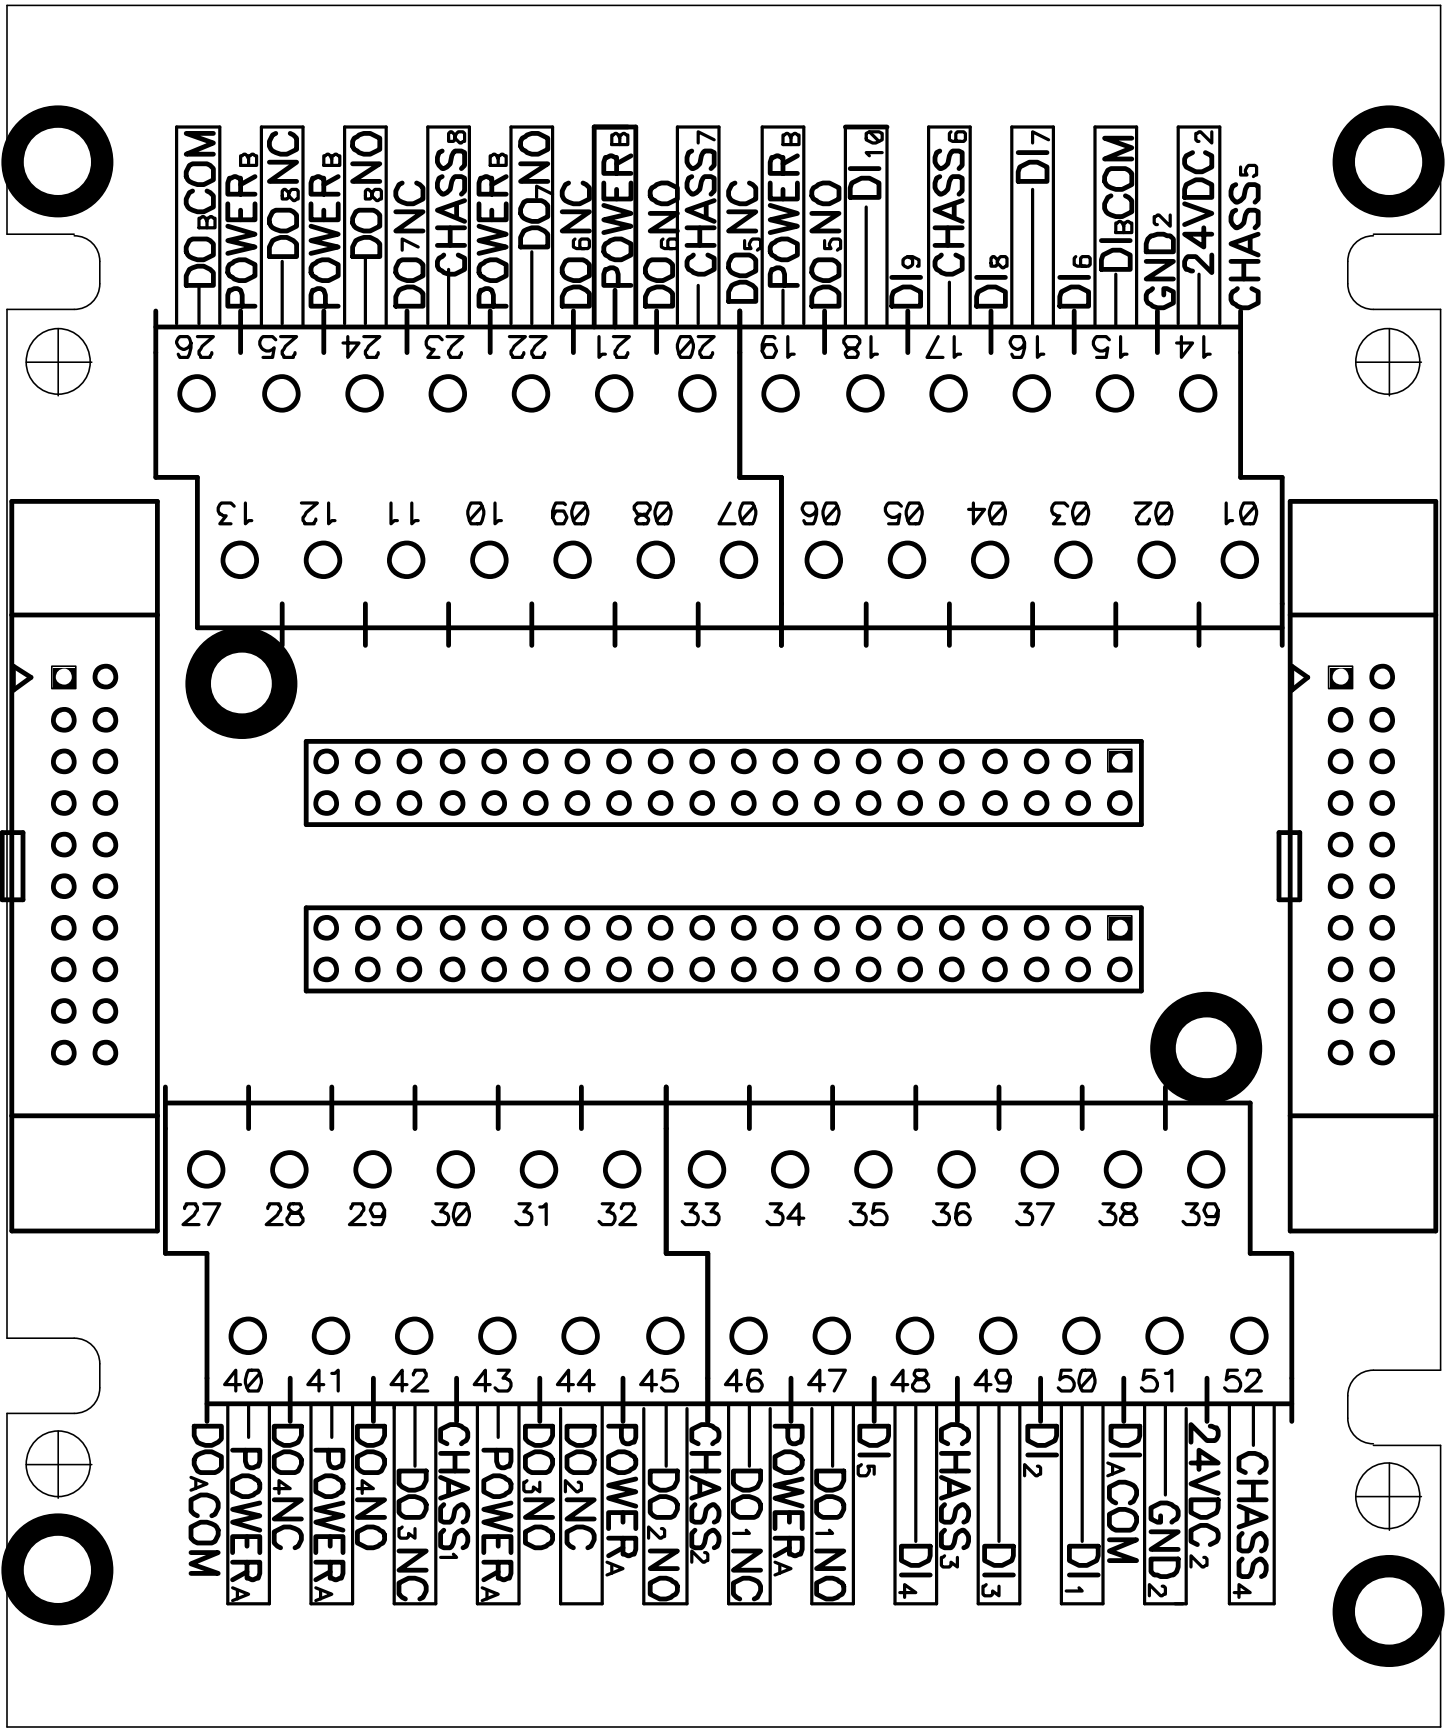 DOBCOM
POWERB
DO8NC
POWERB
DO8NO
DO7NC
CHASS8
POWERB
DO7NO
DO6NC
POWERB
DO6NO
CHASS7
DO5NC
POWERB
DO5NO
DI10
DI9
CHASS6
DI8
DI7
DI6
DIBCOM
GND2
24VDC2
CHASS5
26 25 24 23 22 21 20 19 18 17 16 15 14
13 12 11 10 09 08 07 06 05 04 03 02 01
27 28 29 30 31 32 33 34 35 36 37 38 39
40 41 42 43 44 45 46 47 48 49 50 51 52
DOACOM
POWERA
DO4NC
POWERA
DO4NO
DO3NC
CHASS1
POWERA
DO3NO
DO2NC
POWERA
DO2NO
CHASS2
DO1NC
POWERA
DO1NO
DI5
DI4
CHASS3
DI3
DI2
DI1
DIACOM
GND2
24VDC2
CHASS4